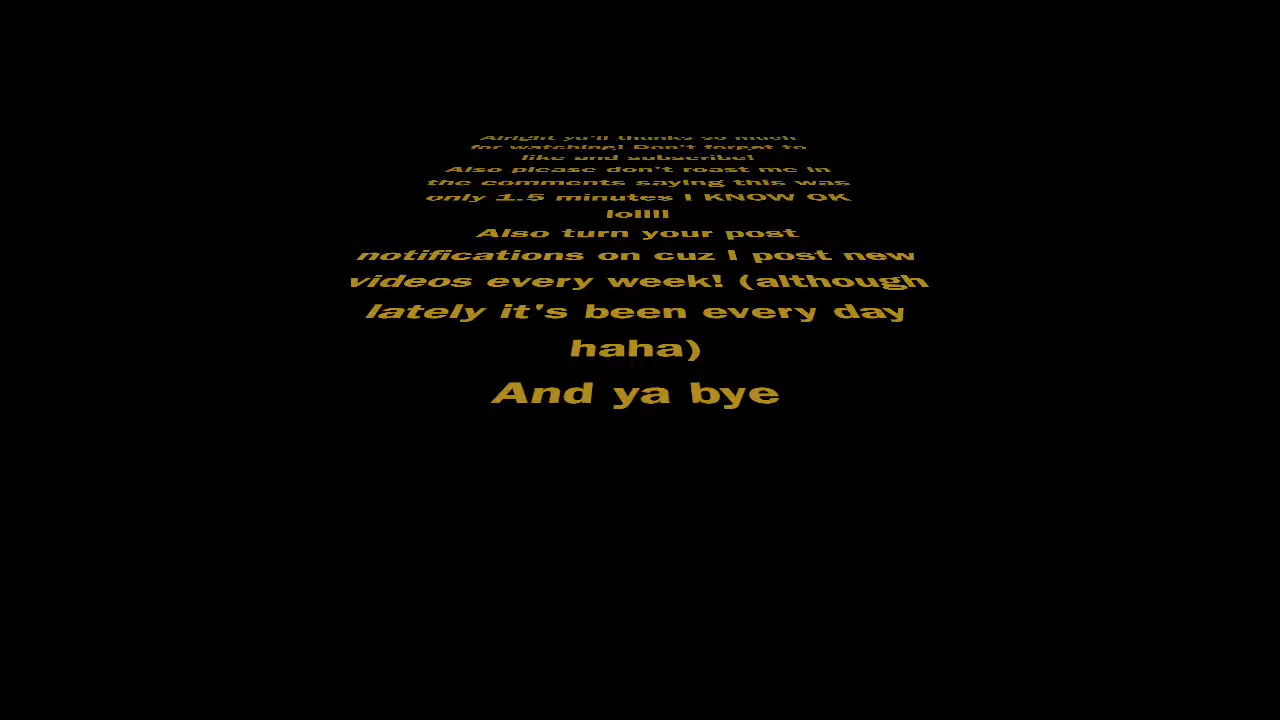 Alright ya'll thanks so much
for watching! Don't forget to
like and subscribe!
Also please don't roast me in
the comments saying this was
only 1.5 minutes I KNOW OK
lollll
Also turn your post
notifications on cuz I post new
videos every week! (although
lately it's been every day
haha)
And ya bye